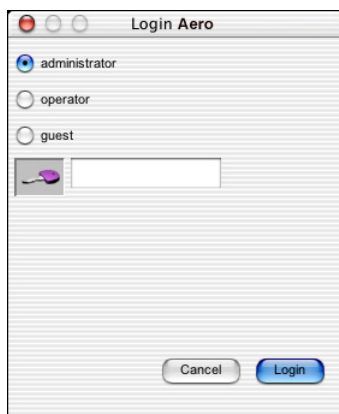 Login Aero
administrator
operator
guest
Cancel Login